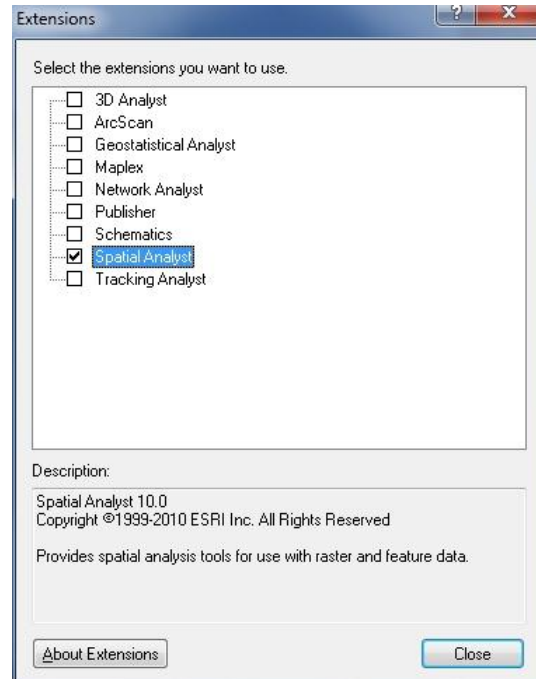 Extensions
?
X
Select the extensions you want to use.
3D Analyst
ArcScan
Geostatistical Analyst
Maplex
Network Analyst
Publisher
Schematics
Spatial Analyst
Tracking Analyst
Description:
Spatial Analyst 10.0
Copyright ©1999-2010 ESRI Inc. All Rights Reserved
Provides spatial analysis tools for use with raster and feature data.
About Extensions
Close